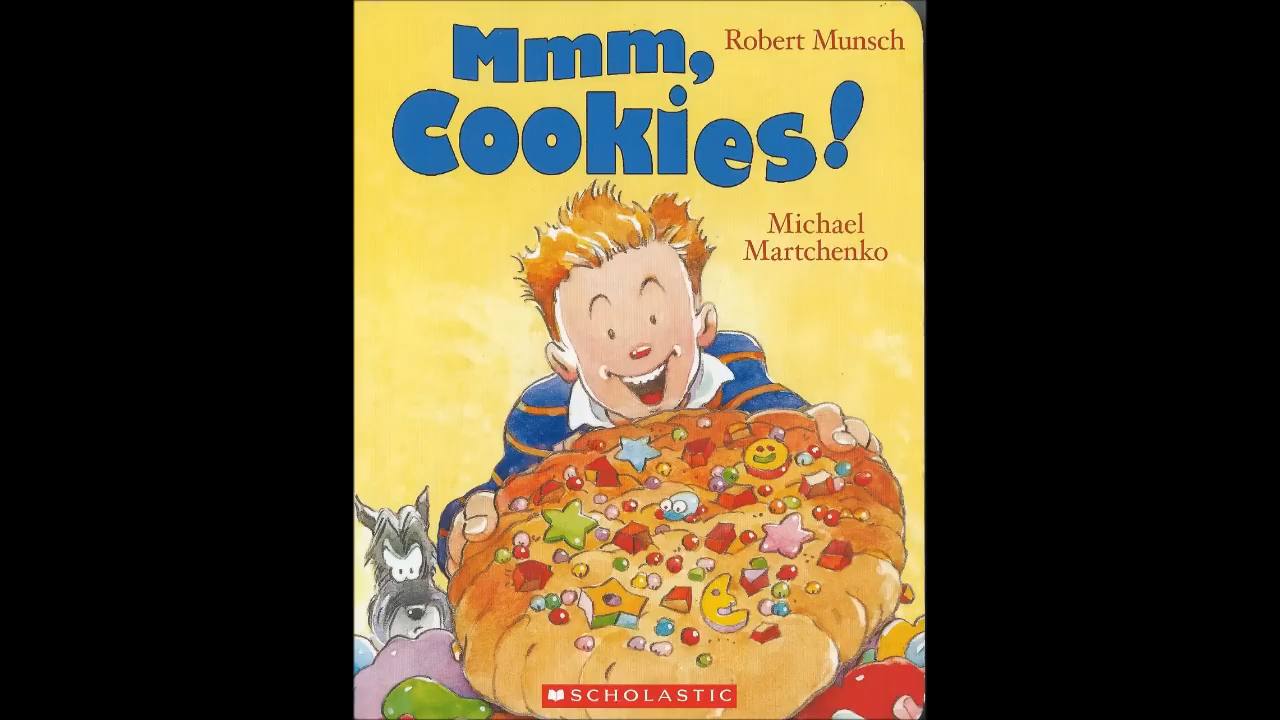 Mmm,
Cookies!
Robert Munsch
Michael
Martchenko
SCHOLASTIC